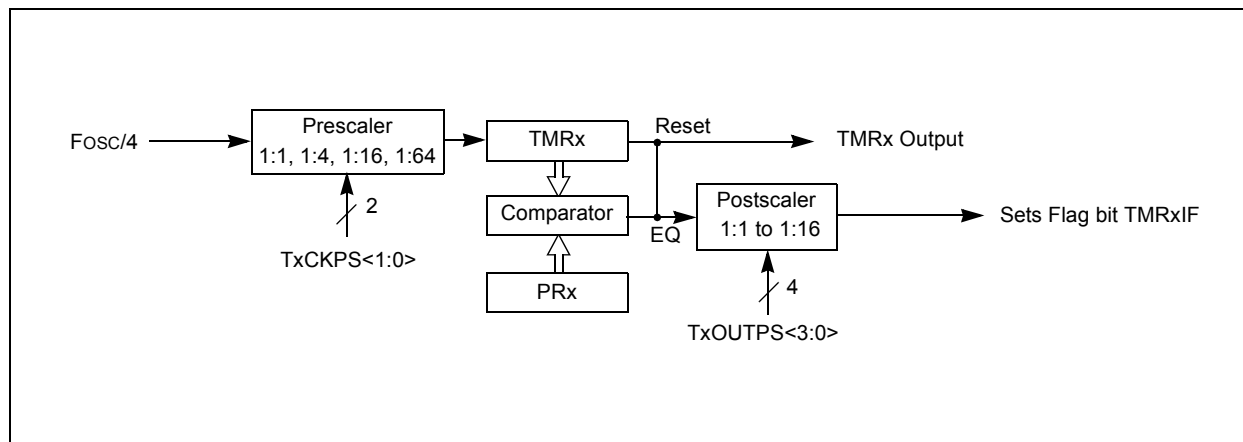 FOSC/4
Prescaler
1:1, 1:4, 1:16, 1:64
2
TxCKPS<1:0>
TMRx
Reset
TMRx Output
Comparator
EQ
PRx
Postscaler
1:1 to 1:16
4
TxOUTPS<3:0>
Sets Flag bit TMRxIF